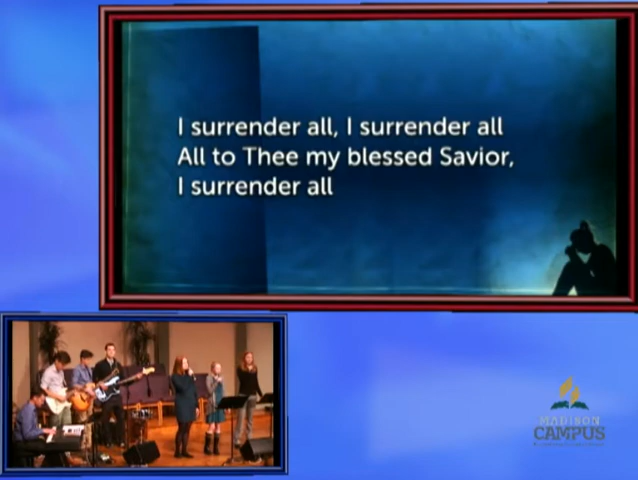 I surrender all, I surrender all
All to Thee my blessed Savior,
I surrender all
MADISON
CAMPUS